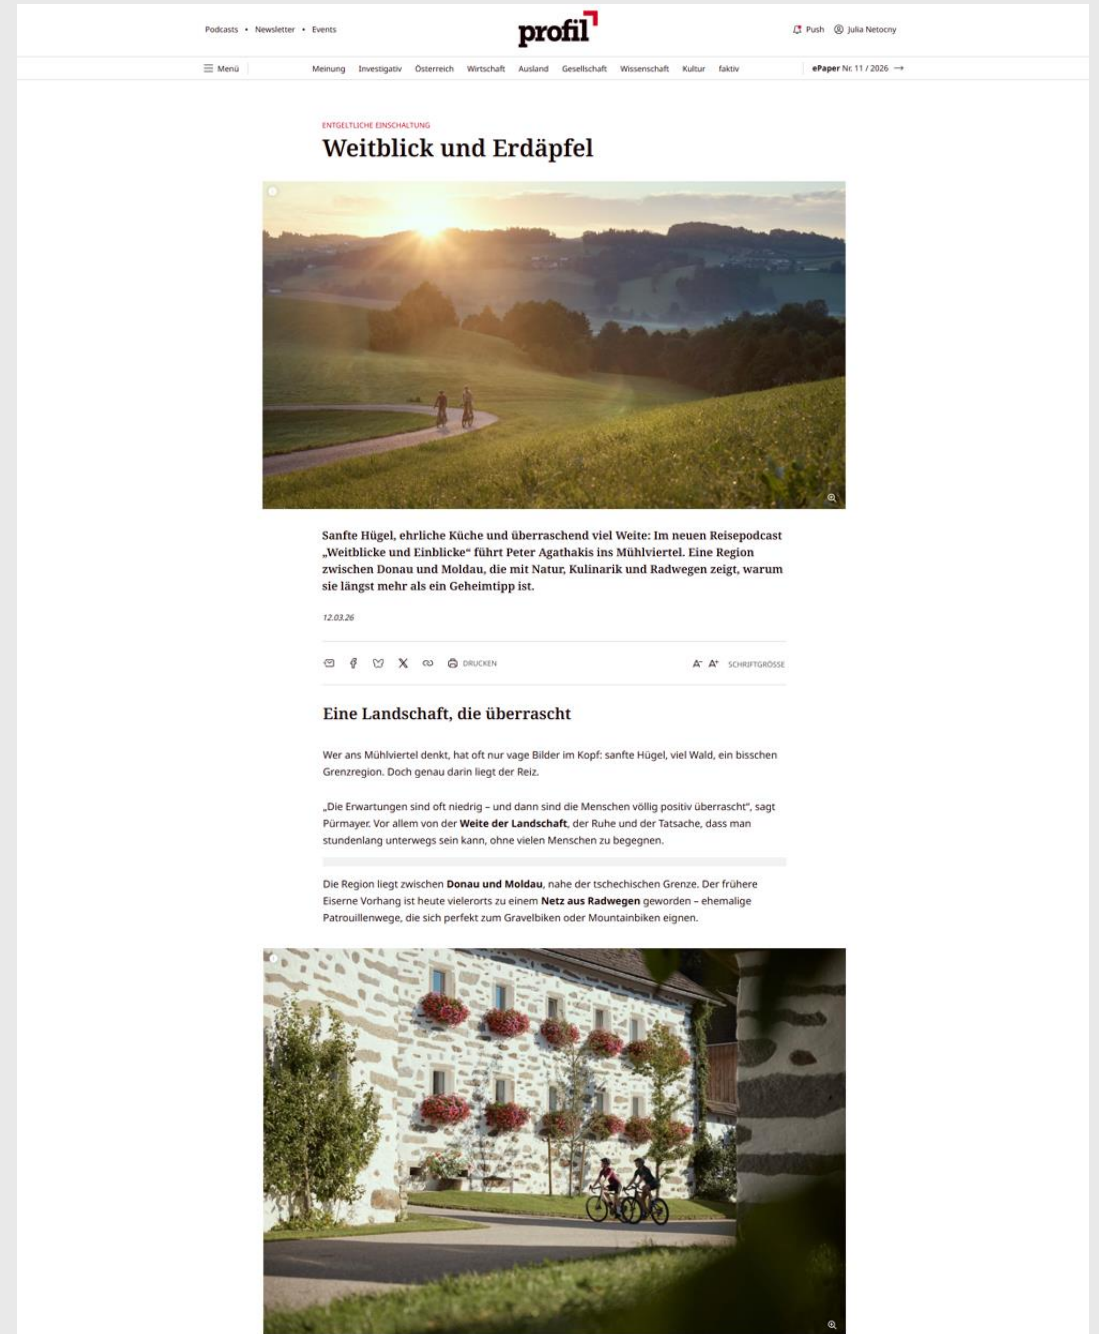 Podcasts • Newsletter • Events
profil
Push
Julia Netocny
Menü
Meinung Investigativ Österreich Wirtschaft Ausland Gesellschaft Wissenschaft Kultur faktiv
ePaper Nr. 11 / 2026 →
ENTGELTLICHE EINSCHALTUNG
Weitblick und Erdäpfel
Sanfte Hügel, ehrliche Küche und überraschend viel Weite: Im neuen Reisepodcast
„Weitblicke und Einblicke“ führt Peter Agathakis ins Mühlviertel. Eine Region
zwischen Donau und Moldau, die mit Natur, Kulinarik und Radwegen zeigt, warum
sie längst mehr als ein Geheimtipp ist.
12.03.26
DRUCKEN
A- A+ SCHRIFTGRÖSSE
Eine Landschaft, die überrascht
Wer ans Mühlviertel denkt, hat oft nur vage Bilder im Kopf: sanfte Hügel, viel Wald, ein bisschen
Grenzregion. Doch genau darin liegt der Reiz.
„Die Erwartungen sind oft niedrig – und dann sind die Menschen völlig positiv überrascht“, sagt
Pürmayer. Vor allem von der Weite der Landschaft, der Ruhe und der Tatsache, dass man
stundenlang unterwegs sein kann, ohne vielen Menschen zu begegnen.
Die Region liegt zwischen Donau und Moldau, nahe der tschechischen Grenze. Der frühere
Eiserne Vorhang ist heute vielerorts zu einem Netz aus Radwegen geworden – ehemalige
Patrouillenwege, die sich perfekt zum Gravelbiken oder Mountainbiken eignen.